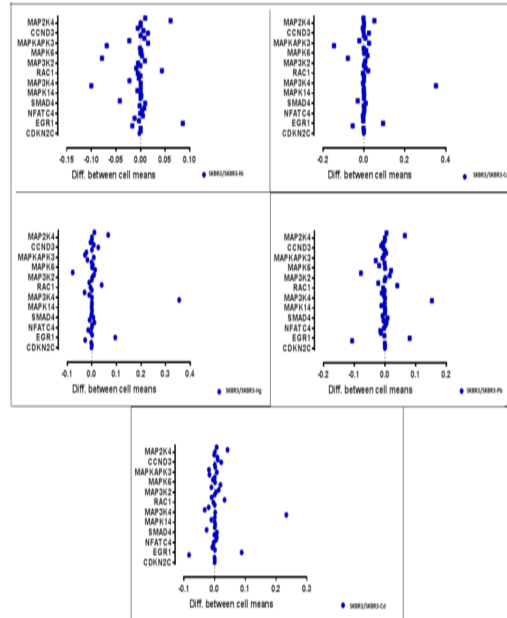 MAP2K4
CCND3
MAPKAPK3
MAPK6
MAP3K2
RAC1
MAP3K4
MAPK14
SMAD4
NFATC4
EGR1
CDKN2C
-0.15 -0.10 -0.05 0.00 0.05 0.10
Diff. between cell means
SKBR3/SKBR3-Ni
MAP2K4
CCND3
MAPKAPK3
MAPK6
MAP3K2
RAC1
MAP3K4
MAPK14
SMAD4
NFATC4
EGR1
CDKN2C
-0.2 0.0 0.2 0.4
Diff. between cell means
MAP2K4
CCND3
MAPKAPK3
MAPK6
MAP3K2
RAC1
MAP3K4
MAPK14
SMAD4
NFATC4
EGR1
CDKN2C
-0.1 0.0 0.1 0.2 0.3 0.4
Diff. between cell means
SKBR3/SKBR3-Hg
MAP2K4
CCND3
MAPKAPK3
MAPK6
MAP3K2
RAC1
MAP3K4
MAPK14
SMAD4
NFATC4
EGR1
CDKN2C
-0.2 -0.1 0.0 0.1 0.2
Diff. between cell means
SKBR3/SKBR3-Pb
MAP2K4
CCND3
MAPKAPK3
MAPK6
MAP3K2
RAC1
MAP3K4
MAPK14
SMAD4
NFATC4
EGR1
CDKN2C
-0.1 0.0 0.1 0.2 0.3
Diff. between cell means
SKBR3/SKBR3-Cd